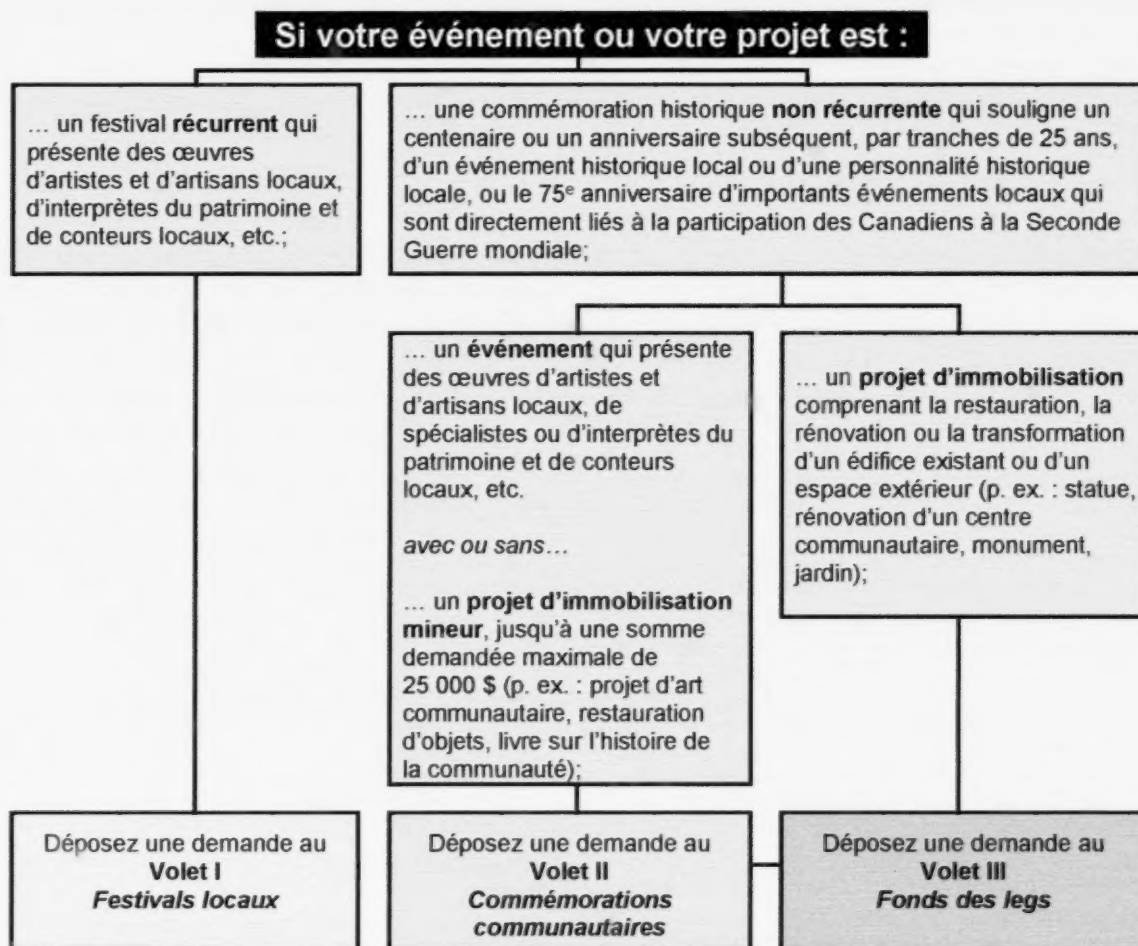 Si votre événement ou votre projet est :
… un festival récurrent qui
présente des œuvres
d'artistes et d'artisans locaux,
d'interprètes du patrimoine et
de conteurs locaux, etc.;
… une commémoration historique non récurrente qui souligne un
centenaire ou un anniversaire subséquent, par tranches de 25 ans,
d'un événement historique local ou d'une personnalité historique
locale, ou le 75e anniversaire d'importants événements locaux qui
sont directement liés à la participation des Canadiens à la Seconde
Guerre mondiale;
… un événement qui présente
des œuvres d'artistes et
d'artisans locaux, de
spécialistes ou d'interprètes du
patrimoine et de conteurs
locaux, etc.
avec ou sans…
… un projet d'immobilisation
mineur, jusqu'à une somme
demandée maximale de
25 000 $ (p. ex. : projet d'art
communautaire, restauration
d'objets, livre sur l'histoire de
la communauté);
… un projet d'immobilisation
comprenant la restauration, la
rénovation ou la transformation
d'un édifice existant ou d'un
espace extérieur (p. ex. : statue,
rénovation d'un centre
communautaire, monument,
jardin);
Déposez une demande au
Volet I
Festivals locaux
Déposez une demande au
Volet II
Commémorations
communautaires
Déposez une demande au
Volet III
Fonds des legs